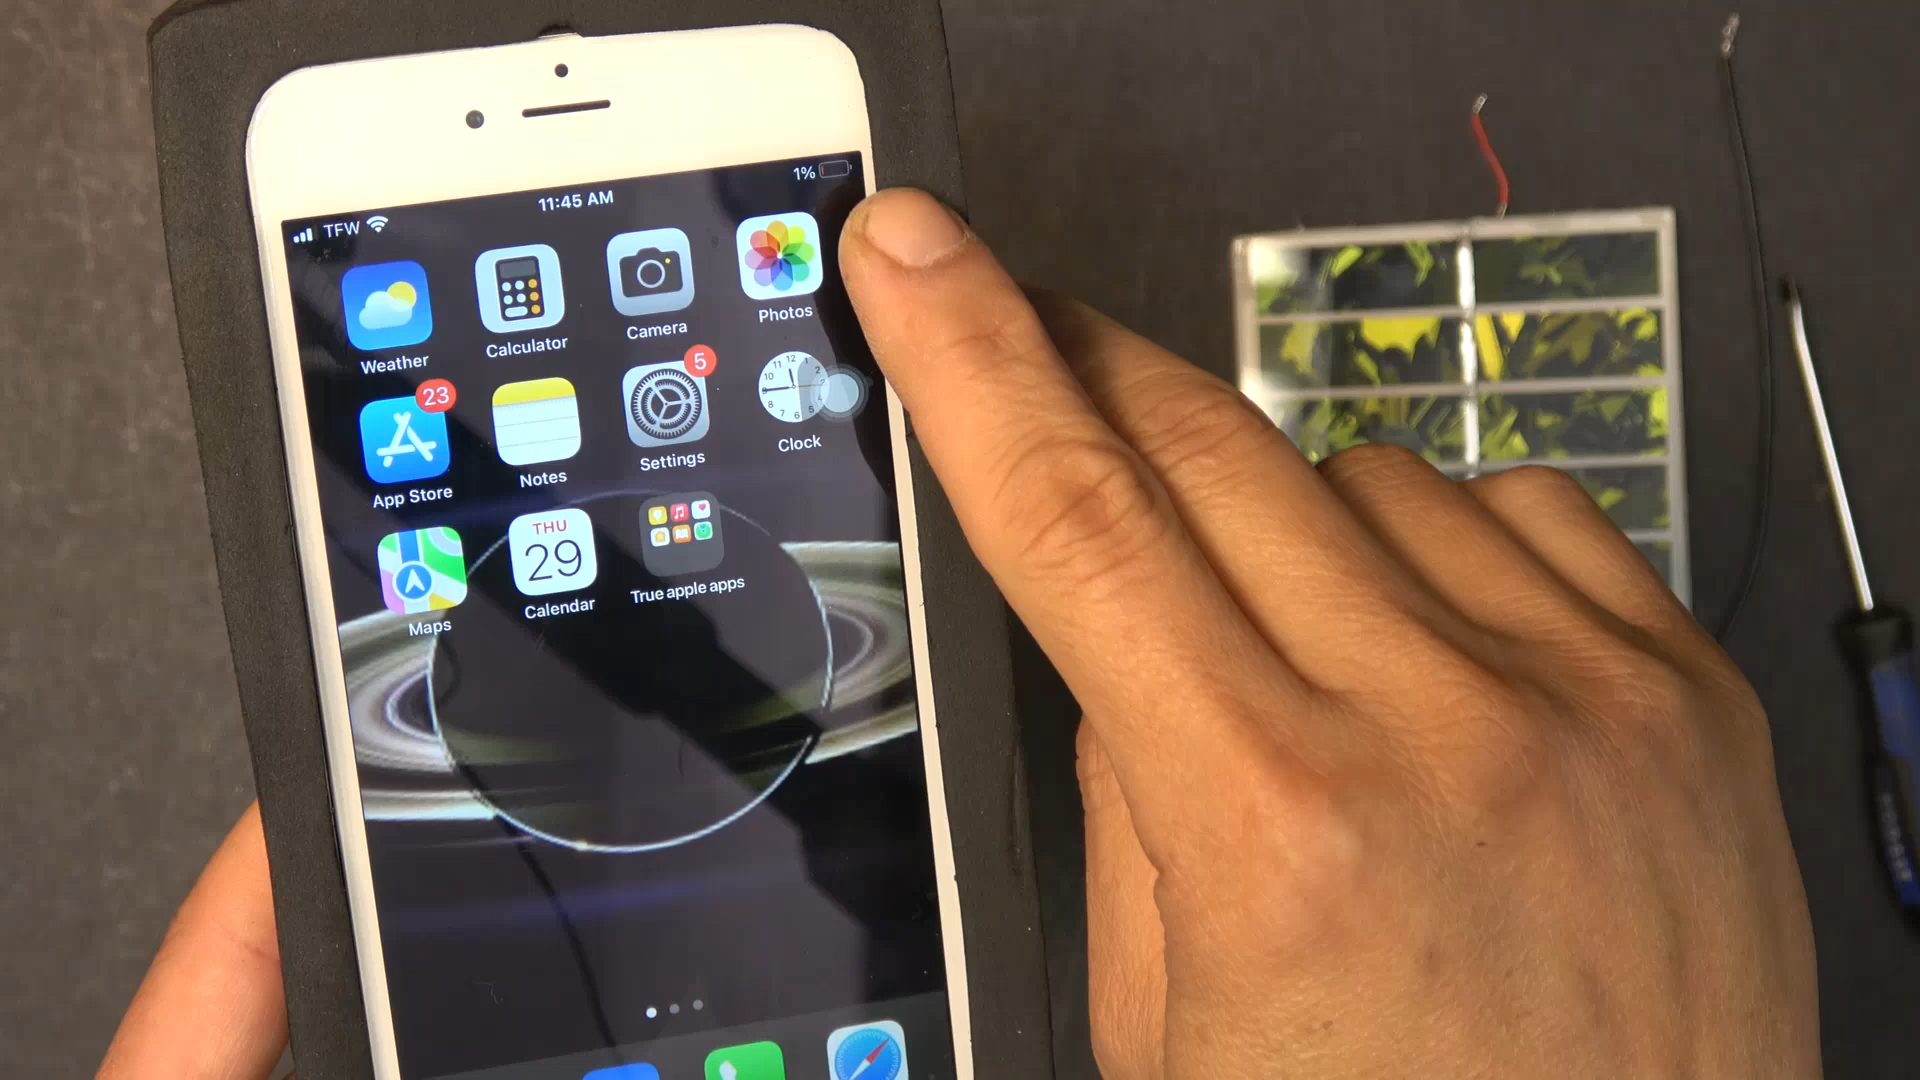 TFW
11:45 AM
1%
Weather
Calculator
Camera
Photos
23
App Store
Notes
5
Settings
Clock
Maps
THU
29
Calendar
True apple apps